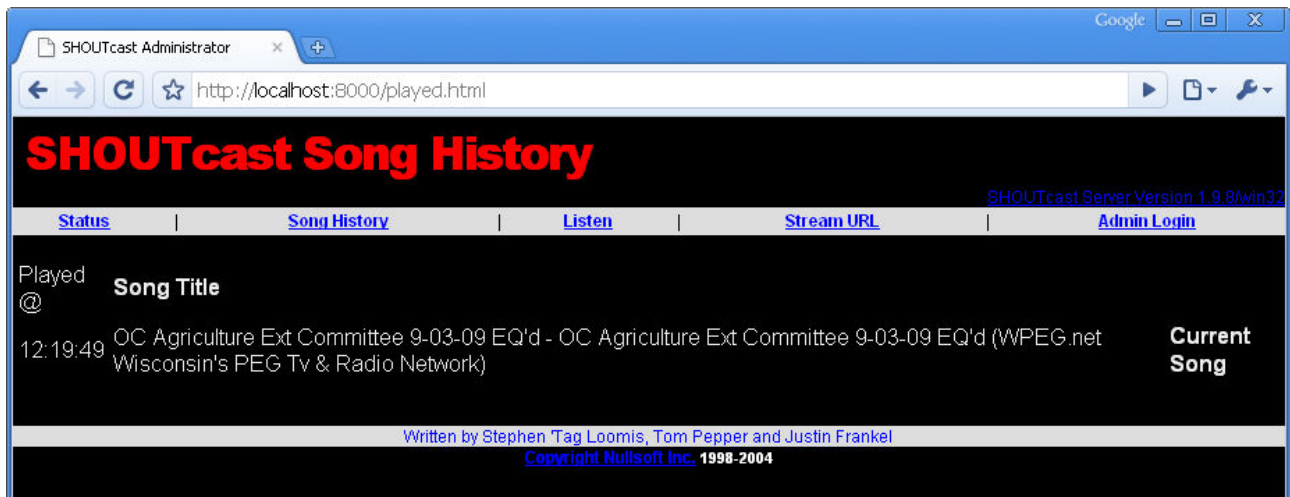 Google
SHOUTcast Administrator
http://localhost:8000/played.html
SHOUTcast Song History
SHOUTcast Server Version 1.9.8/win32
Status | Song History | Listen | Stream URL | Admin Login
Played
@
Song Title
12:19:49
OC Agriculture Ext Committee 9-03-09 EQ'd - OC Agriculture Ext Committee 9-03-09 EQ'd (WPEG.net
Wisconsin's PEG Tv & Radio Network)
Current
Song
Written by Stephen 'Tag Loomis, Tom Pepper and Justin Frankel
Copyright Nullsoft Inc. 1998-2004